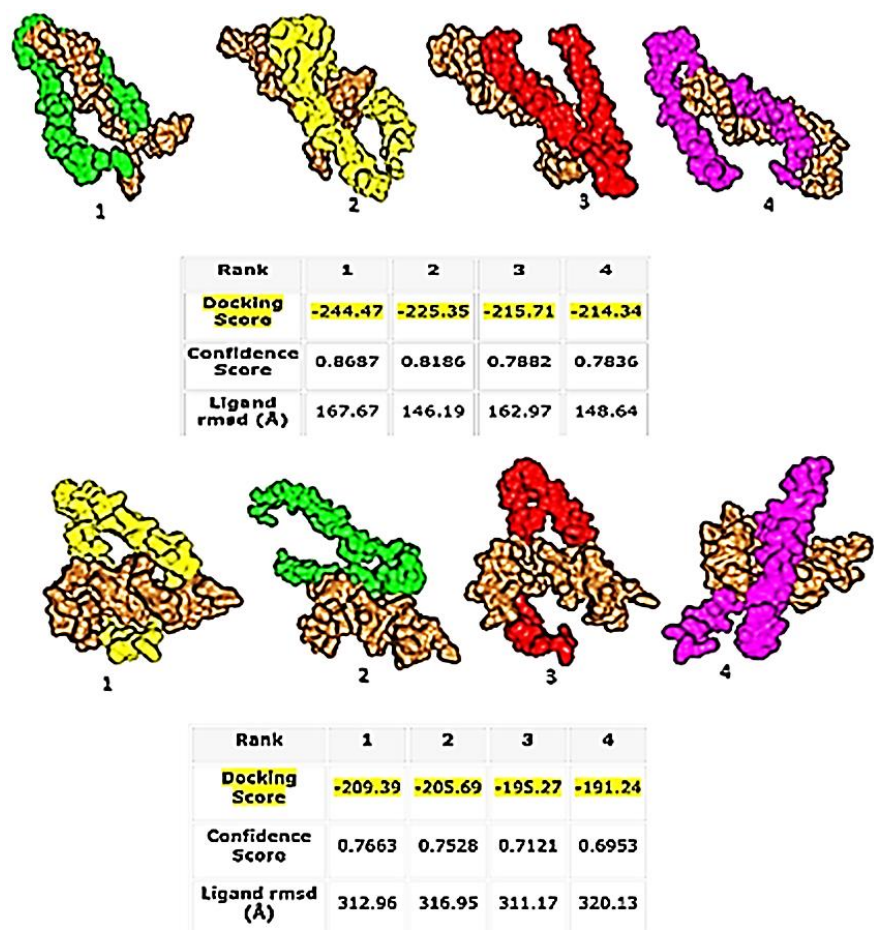 1 2 3 4
Rank 1 2 3 4
Docking
Score -244.47 -225.35 -215.71 -214.34
Confidence
Score 0.8687 0.8186 0.7882 0.7836
Ligand
rmsd (Å) 167.67 146.19 162.97 148.64
1 2 3 4
Rank 1 2 3 4
Docking
Score -209.39 -205.69 -195.27 -191.24
Confidence
Score 0.7663 0.7528 0.7121 0.6953
Ligand rmsd
(Å) 312.96 316.95 311.17 320.13